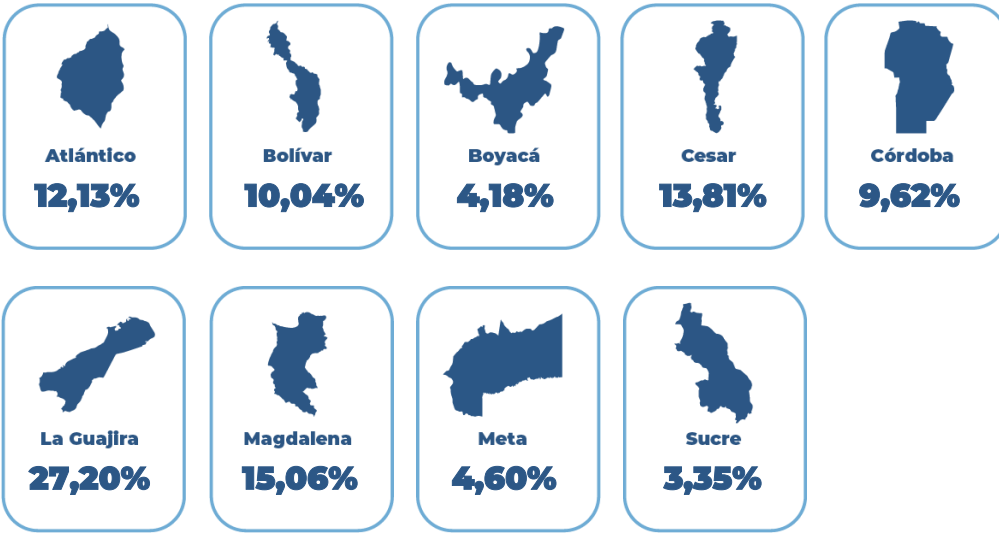 Atlántico
12,13%
Bolívar
10,04%
Boyacá
4,18%
Cesar
13,81%
Córdoba
9,62%
La Guajira
27,20%
Magdalena
15,06%
Meta
4,60%
Sucre
3,35%